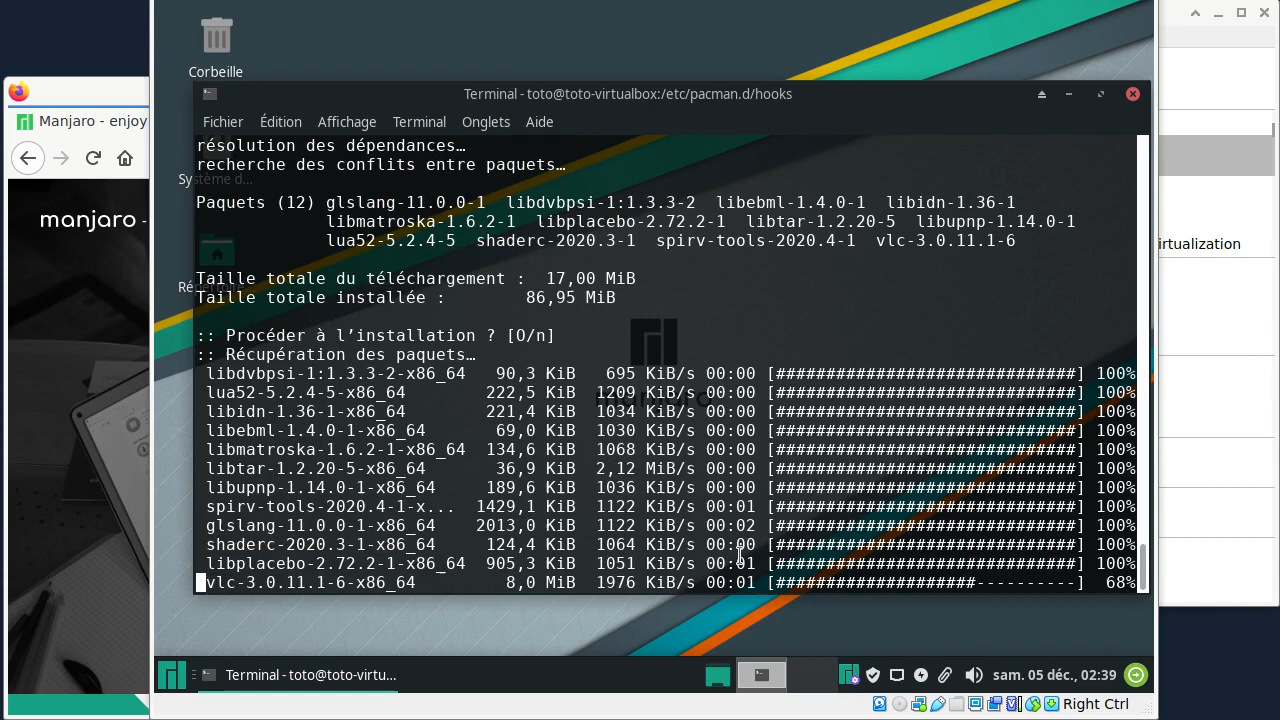 Corbeille
Manjaro - enjoy
manjaro -
Système d...
irtualization
Terminal - toto@toto-virtualbox:/etc/pacman.d/hooks
Fichier Édition Affichage Terminal Onglets Aide
résolution des dépendances…
recherche des conflits entre paquets…
Paquets (12) glslang-11.0.0-1 libdvbpsi-1:1.3.3-2 libebml-1.4.0-1 libidn-1.36-1
libmatroska-1.6.2-1 libplacebo-2.72.2-1 libtar-1.2.20-5 libupnp-1.14.0-1
lua52-5.2.4-5 shaderc-2020.3-1 spirv-tools-2020.4-1 vlc-3.0.11.1-6
Taille totale du téléchargement : 17,00 MiB
Taille totale installée : 86,95 MiB
:: Procéder à l’installation ? [O/n]
:: Récupération des paquets…
libdvbpsi-1:1.3.3-2-x86_64 90,3 KiB 695 KiB/s 00:00 [##############################] 100%
lua52-5.2.4-5-x86_64 222,5 KiB 1209 KiB/s 00:00 [##############################] 100%
libidn-1.36-1-x86_64 221,4 KiB 1034 KiB/s 00:00 [##############################] 100%
libebml-1.4.0-1-x86_64 69,0 KiB 1030 KiB/s 00:00 [##############################] 100%
libmatroska-1.6.2-1-x86_64 134,6 KiB 1068 KiB/s 00:00 [##############################] 100%
libtar-1.2.20-5-x86_64 36,9 KiB 2,12 MiB/s 00:00 [##############################] 100%
libupnp-1.14.0-1-x86_64 189,6 KiB 1036 KiB/s 00:00 [##############################] 100%
spirv-tools-2020.4-1-x... 1429,1 KiB 1122 KiB/s 00:01 [##############################] 100%
glslang-11.0.0-1-x86_64 2013,0 KiB 1122 KiB/s 00:02 [##############################] 100%
shaderc-2020.3-1-x86_64 124,4 KiB 1064 KiB/s 00:00 [##############################] 100%
libplacebo-2.72.2-1-x86_64 905,3 KiB 1051 KiB/s 00:01 [##############################] 100%
vlc-3.0.11.1-6-x86_64 8,0 MiB 1976 KiB/s 00:01 [####################----------] 68%
Terminal - toto@toto-virtu...
sam. 05 déc., 02:39
Right Ctrl